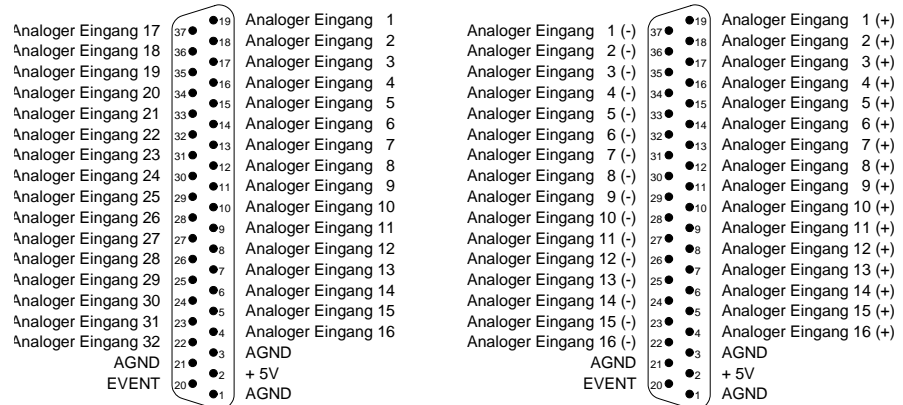 19 Analoger Eingang 1
Analoger Eingang 17 37
18 Analoger Eingang 2
Analoger Eingang 18 36
17 Analoger Eingang 3
Analoger Eingang 19 35
16 Analoger Eingang 4
Analoger Eingang 20 34
15 Analoger Eingang 5
Analoger Eingang 21 33
14 Analoger Eingang 6
Analoger Eingang 22 32
13 Analoger Eingang 7
Analoger Eingang 23 31
12 Analoger Eingang 8
Analoger Eingang 24 30
11 Analoger Eingang 9
Analoger Eingang 25 29
10 Analoger Eingang 10
Analoger Eingang 26 28
9 Analoger Eingang 11
Analoger Eingang 27 27
8 Analoger Eingang 12
Analoger Eingang 28 26
7 Analoger Eingang 13
Analoger Eingang 29 25
6 Analoger Eingang 14
Analoger Eingang 30 24
5 Analoger Eingang 15
Analoger Eingang 31 23
4 Analoger Eingang 16
Analoger Eingang 32 22
3 AGND
AGND 21
2 + 5V
EVENT 20
1 AGND
19 Analoger Eingang 1 (+)
Analoger Eingang 1 (-) 37
18 Analoger Eingang 2 (+)
Analoger Eingang 2 (-) 36
17 Analoger Eingang 3 (+)
Analoger Eingang 3 (-) 35
16 Analoger Eingang 4 (+)
Analoger Eingang 4 (-) 34
15 Analoger Eingang 5 (+)
Analoger Eingang 5 (-) 33
14 Analoger Eingang 6 (+)
Analoger Eingang 6 (-) 32
13 Analoger Eingang 7 (+)
Analoger Eingang 7 (-) 31
12 Analoger Eingang 8 (+)
Analoger Eingang 8 (-) 30
11 Analoger Eingang 9 (+)
Analoger Eingang 9 (-) 29
10 Analoger Eingang 10 (+)
Analoger Eingang 10 (-) 28
9 Analoger Eingang 11 (+)
Analoger Eingang 11 (-) 27
8 Analoger Eingang 12 (+)
Analoger Eingang 12 (-) 26
7 Analoger Eingang 13 (+)
Analoger Eingang 13 (-) 25
6 Analoger Eingang 14 (+)
Analoger Eingang 14 (-) 24
5 Analoger Eingang 15 (+)
Analoger Eingang 15 (-) 23
4 Analoger Eingang 16 (+)
Analoger Eingang 16 (-) 22
3 AGND
AGND 21
2 + 5V
EVENT 20
1 AGND